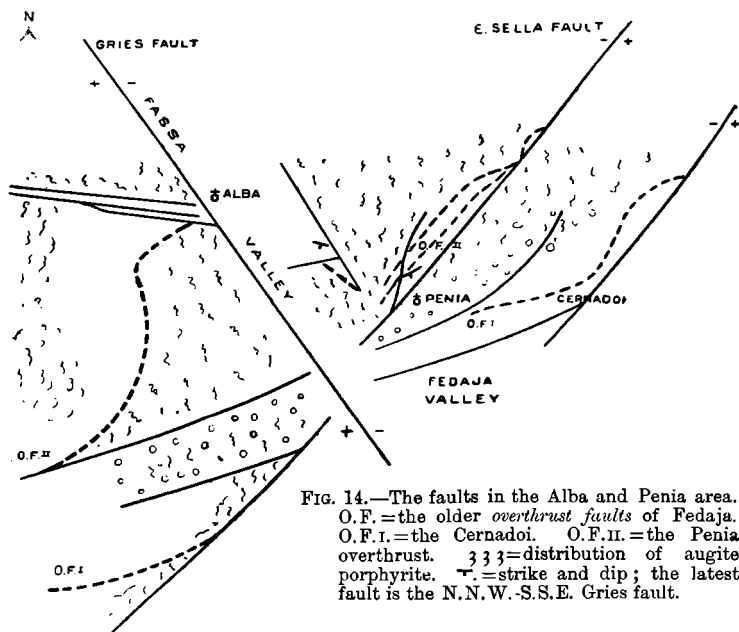 N
GRIES FAULT
E. SELLA FAULT
+ -
- +
- +
FASSA
VALLEY
ALBA
O.F. II
PENIA
CERNADOI
O.F. I
FEDAJA
VALLEY
+ -
O.F. II
O.F. I
FIG. 14.—The faults in the Alba and Penia area.
O.F. = the older overthrust faults of Fedaja.
O.F.I. = the Cernadoi. O.F.II. = the Penia
overthrust. 333 = distribution of augite
porphyrite. = strike and dip; the latest
fault is the N.N.W.-S.S.E. Gries fault.